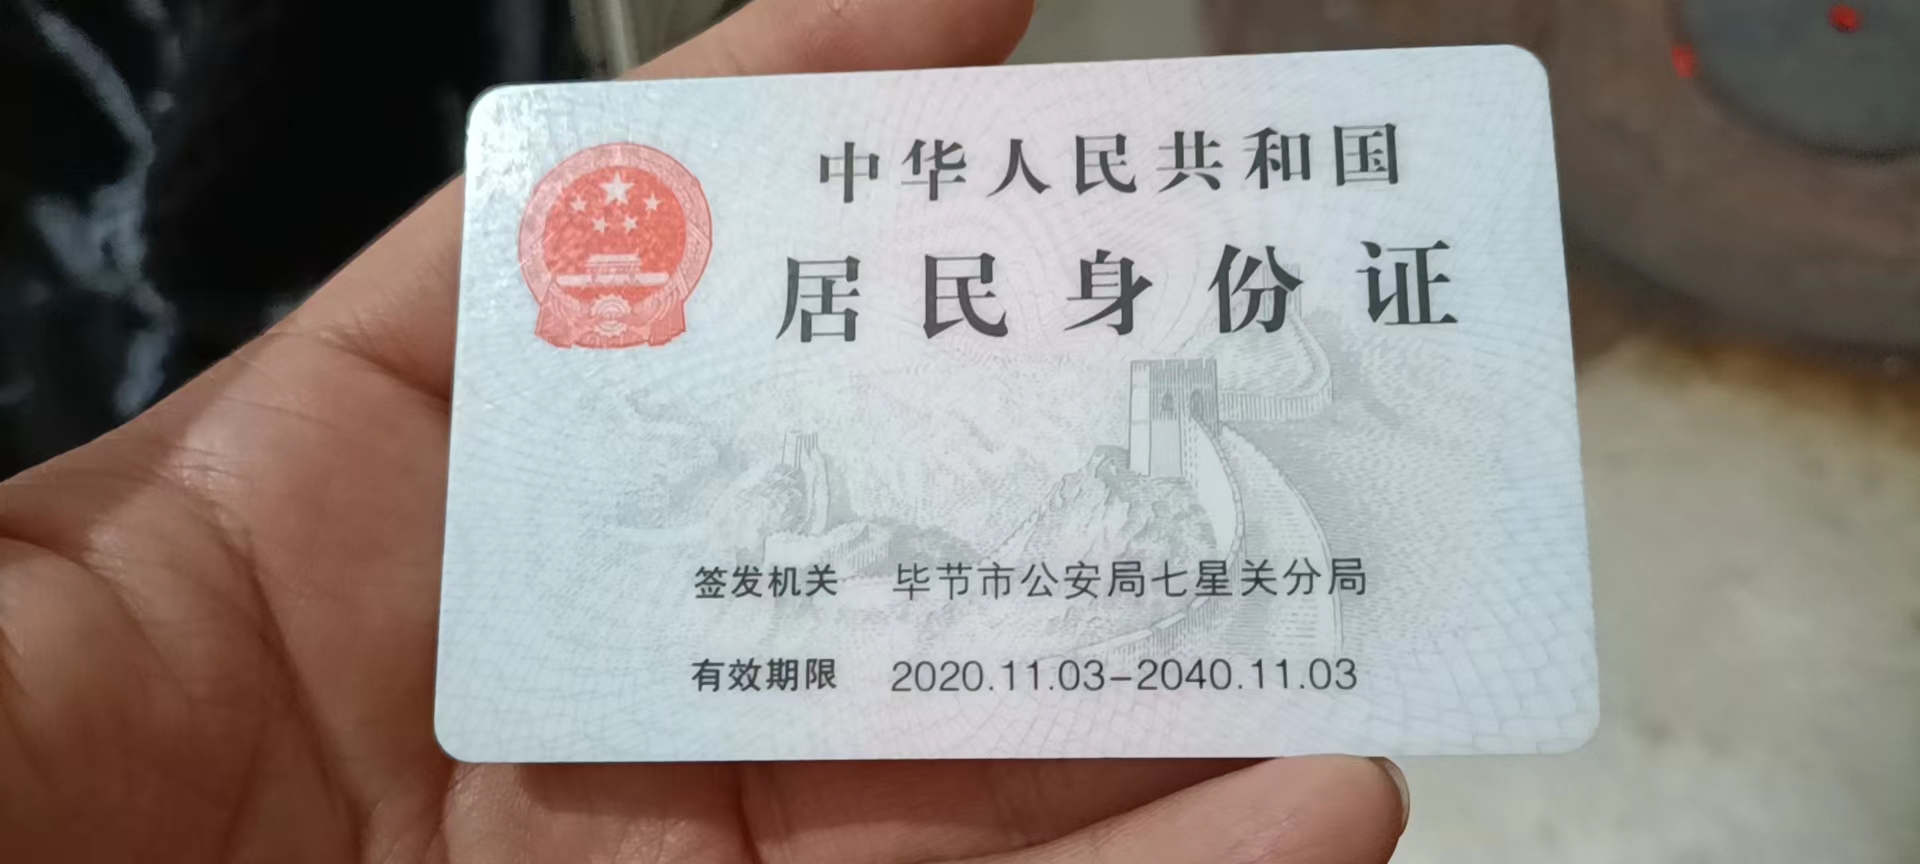 中华人民共和国
居民身份证
签发机关 毕节市公安局七星关分局
有效期限 2020.11.03-2040.11.03